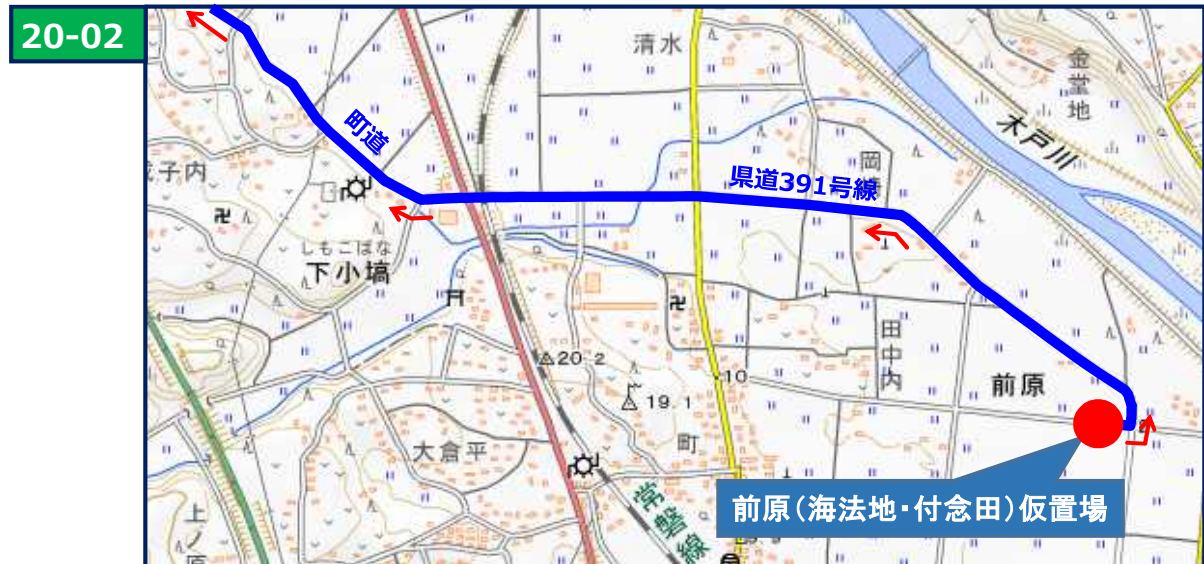 20-02
清水
金堂地
木戸川
町道
県道391号線
子内
しもこばな
下小塙
田中内
前原
20.2
19.1
10
大倉平
町
常磐線
上ノ原
前原(海法地・付念田)仮置場